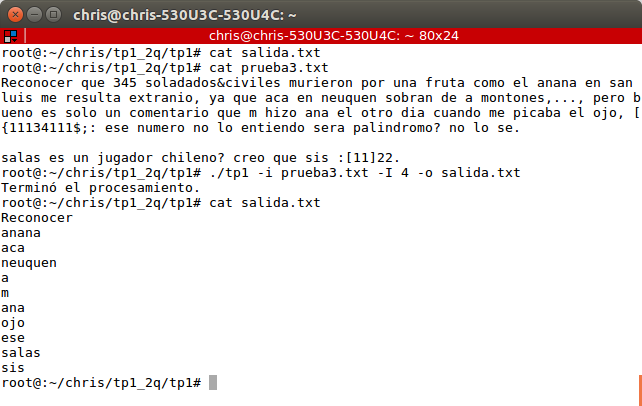 chris@chris-530U3C-530U4C: ~
chris@chris-530U3C-530U4C: ~ 80x24
root@:~/chris/tp1_2q/tp1# cat salida.txt
root@:~/chris/tp1_2q/tp1# cat prueba3.txt
Reconocer que 345 soladados&civiles murieron por una fruta como el anana en san
luis me resulta extranio, ya que aca en neuquen sobran de a montones,..., pero b
ueno es solo un comentario que m hizo ana el otro dia cuando me picaba el ojo, [
{11134111$;: ese numero no lo entiendo sera palindromo? no lo se.
salas es un jugador chileno? creo que sis :[11]22.
root@:~/chris/tp1_2q/tp1# ./tp1 -i prueba3.txt -I 4 -o salida.txt
Terminó el procesamiento.
root@:~/chris/tp1_2q/tp1# cat salida.txt
Reconocer
anana
aca
neuquen
a
m
ana
ojo
ese
salas
sis
root@:~/chris/tp1_2q/tp1#